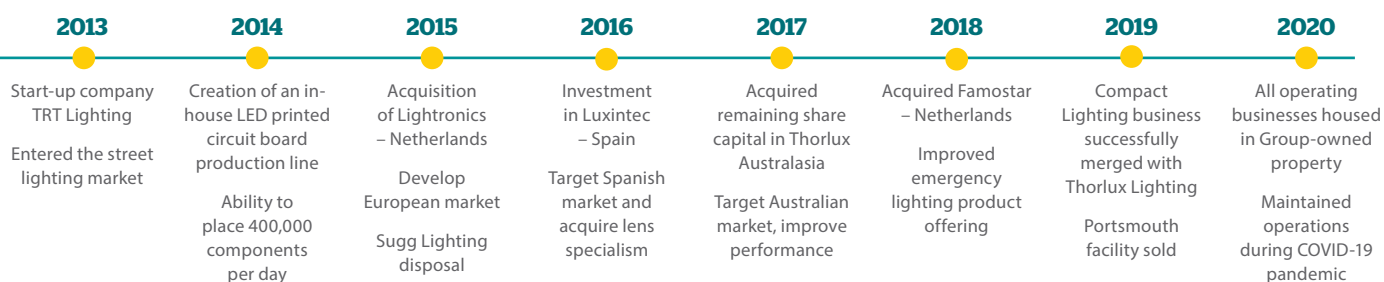 2013
Start-up company
TRT Lighting
Entered the street
lighting market
2014
Creation of an in-
house LED printed
circuit board
production line
Ability to
place 400,000
components
per day
2015
Acquisition
of Lightronics
– Netherlands
Develop
European market
Sugg Lighting
disposal
2016
Investment
in Luxintec
– Spain
Target Spanish
market and
acquire lens
specialism
2017
Acquired
remaining share
capital in Thorlux
Australasia
Target Australian
market, improve
performance
2018
Acquired Famostar
– Netherlands
Improved
emergency
lighting product
offering
2019
Compact
Lighting business
successfully
merged with
Thorlux Lighting
Portsmouth
facility sold
2020
All operating
businesses housed
in Group-owned
property
Maintained
operations
during COVID-19
pandemic